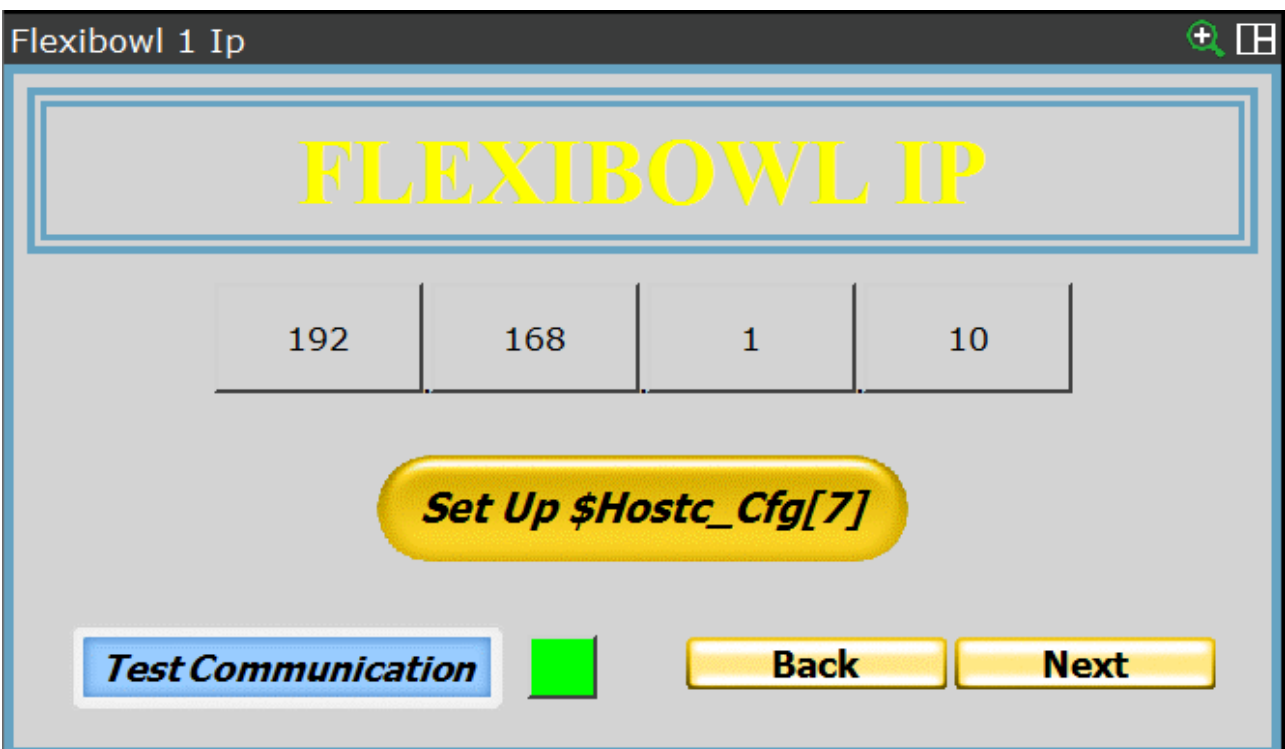 Flexibowl 1 Ip
FLEXIBOWL IP
192.168.1.10
Set Up $Hostc_Cfg[7]
Test Communication Back Next